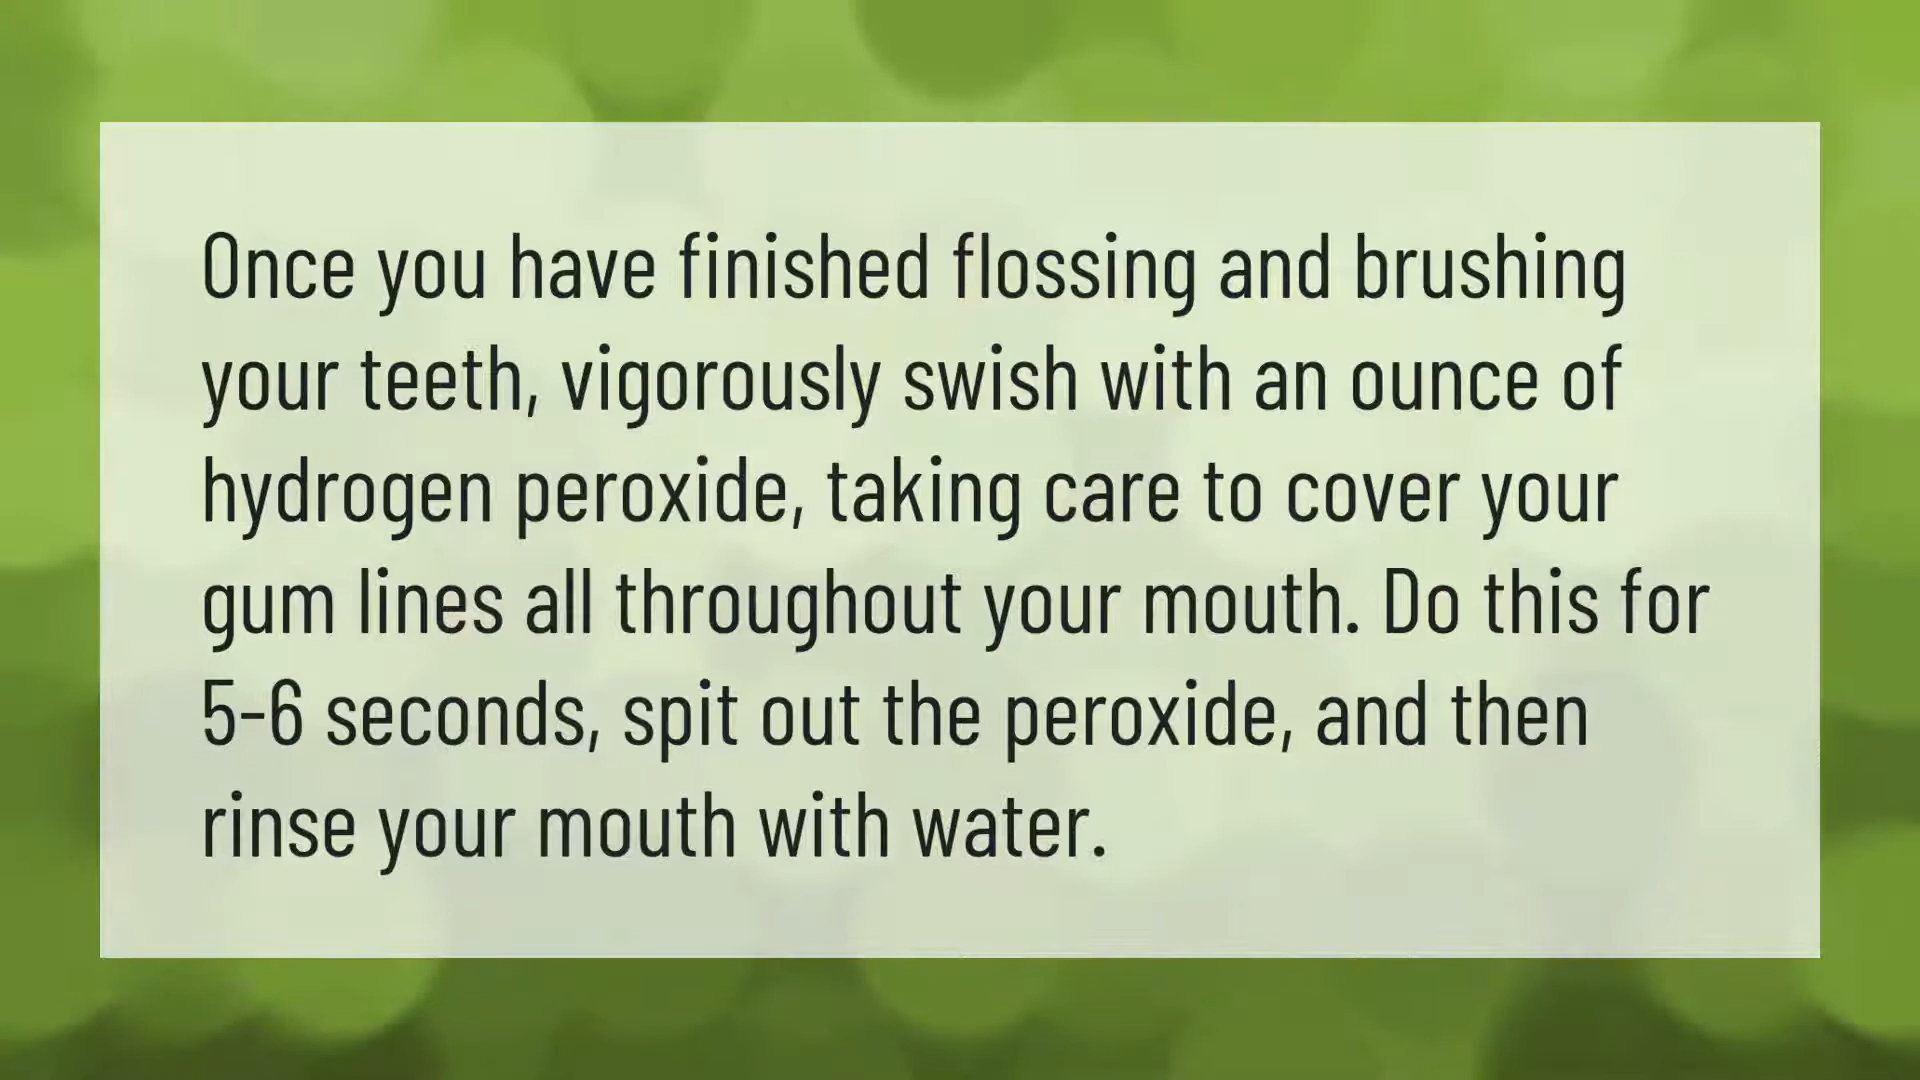 Once you have finished flossing and brushing
your teeth, vigorously swish with an ounce of
hydrogen peroxide, taking care to cover your
gum lines all throughout your mouth. Do this for
5-6 seconds, spit out the peroxide, and then
rinse your mouth with water.